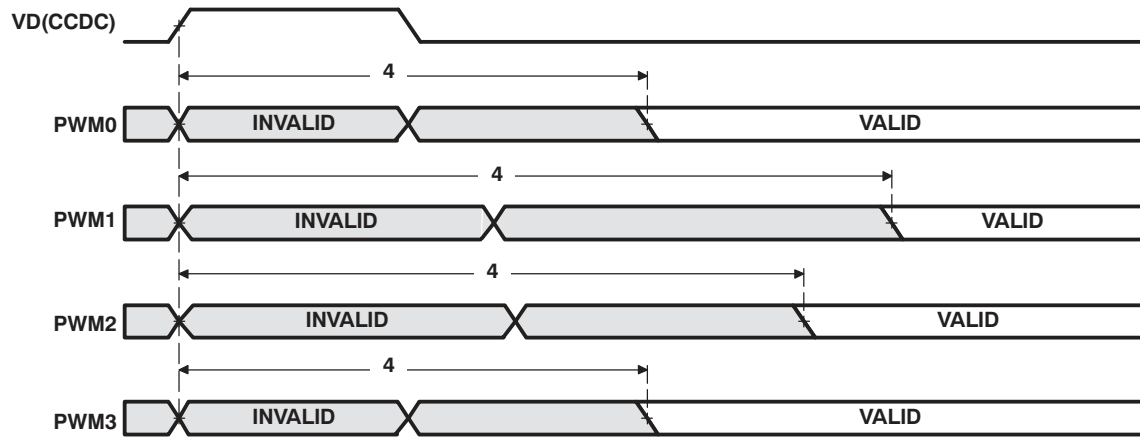 VD(CCDC)
4
PWM0 INVALID VALID
4
PWM1 INVALID VALID
4
PWM2 INVALID VALID
4
PWM3 INVALID VALID